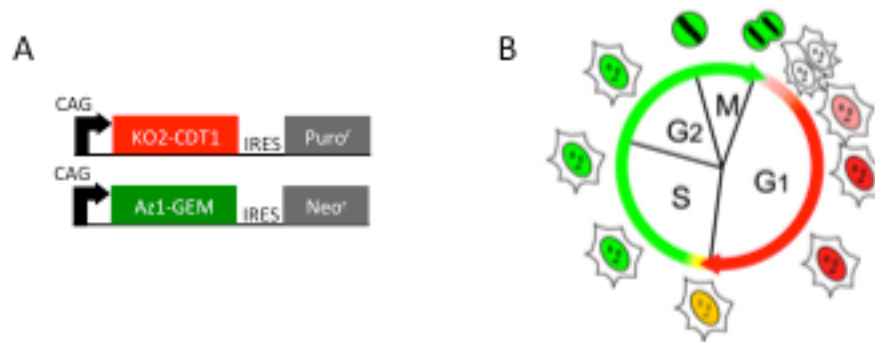 A
CAG
KO2-CDT1
IRES
Puroʳ
CAG
Az1-GEM
IRES
Neoʳ
B
M
G2
G1
S